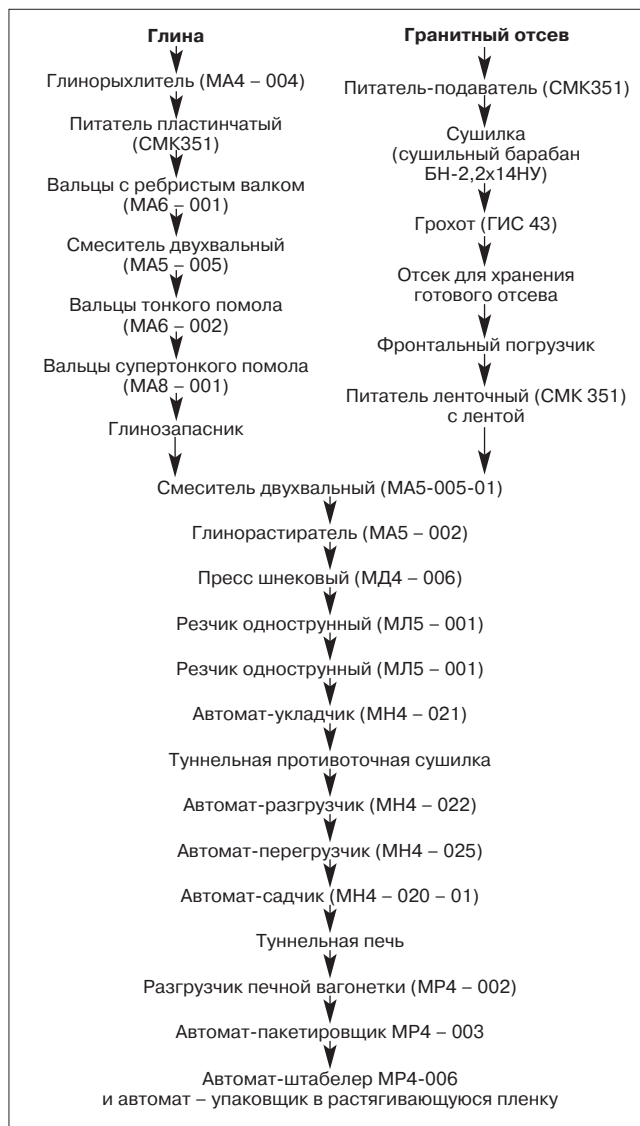 Глина
Глинорыхлитель (МА4 – 004)
Питатель пластинчатый
(СМК351)
Вальцы с ребристым валком
(МА6 – 001)
Смеситель двухвальный
(МА5 – 005)
Вальцы тонкого помола
(МА6 – 002)
Вальцы супертонкого помола
(МА8 – 001)
Глинозапасник
Гранитный отсев
Питатель-подаватель (СМК351)
Сушилка
(сушильный барабан
БН-2,2х14НУ)
Грохот (ГИС 43)
Отсек для хранения
готового отсева
Фронтальный погрузчик
Питатель ленточный (СМК 351)
с лентой
Смеситель двухвальный (МА5-005-01)
Глинорастиратель (МА5 – 002)
Пресс шнековый (МД4 – 006)
Резчик однострунный (МЛ5 – 001)
Резчик однострунный (МЛ5 – 001)
Автомат-укладчик (МН4 – 021)
Туннельная противоточная сушилка
Автомат-разгрузчик (МН4 – 022)
Автомат-перегрузчик (МН4 – 025)
Автомат-садчик (МН4 – 020 – 01)
Туннельная печь
Разгрузчик печной вагонетки (МР4 – 002)
Автомат-пакетировщик МР4 – 003
Автомат-штабелер МР4-006
и автомат – упаковщик в растягивающуюся пленку